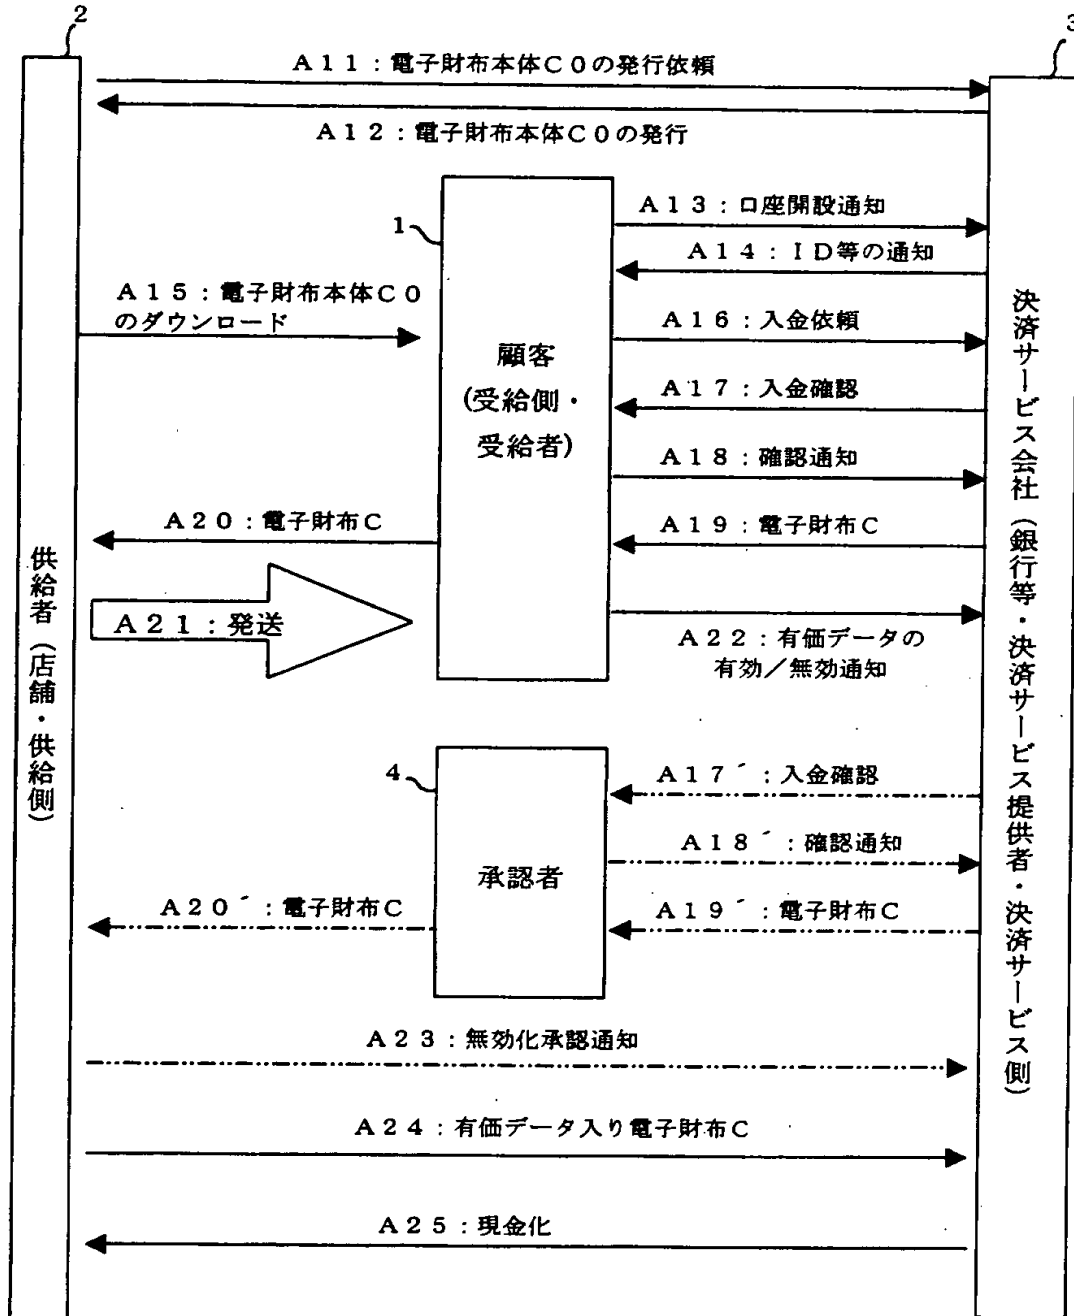 2
3
A11：電子財布本体C0の発行依頼
A12：電子財布本体C0の発行
1
A13：口座開設通知
A14：ID等の通知
A15：電子財布本体C0
のダウンロード
A16：入金依頼
顧客
(受給側・
受給者)
A17：入金確認
A18：確認通知
A20：電子財布C
A19：電子財布C
A21：発送
A22：有価データの
有効／無効通知
供給者（店舗・供給側）
決済サービス会社（銀行等・決済サービス提供者・決済サービス側）
4
A17´：入金確認
A18´：確認通知
承認者
A20´：電子財布C
A19´：電子財布C
A23：無効化承認通知
A24：有価データ入り電子財布C
A25：現金化